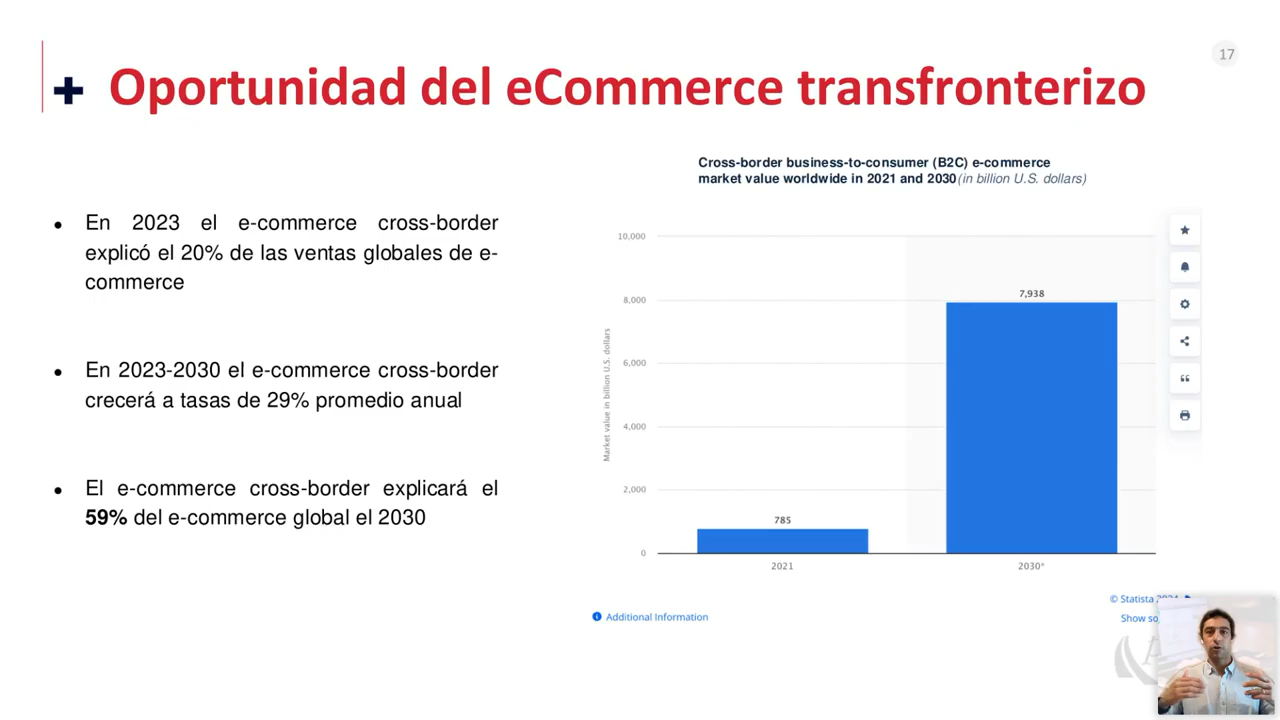 17
+ Oportunidad del eCommerce transfronterizo
• En 2023 el e-commerce cross-border
explicó el 20% de las ventas globales de e-
commerce
• En 2023-2030 el e-commerce cross-border
crecerá a tasas de 29% promedio anual
• El e-commerce cross-border explicará el
59% del e-commerce global el 2030
Cross-border business-to-consumer (B2C) e-commerce
market value worldwide in 2021 and 2030 (in billion U.S. dollars)
Market value in billion U.S. dollars
10,000
8,000
6,000
4,000
2,000
0
785
7,938
2021
2030*
Additional Information
© Statista 2024
Show